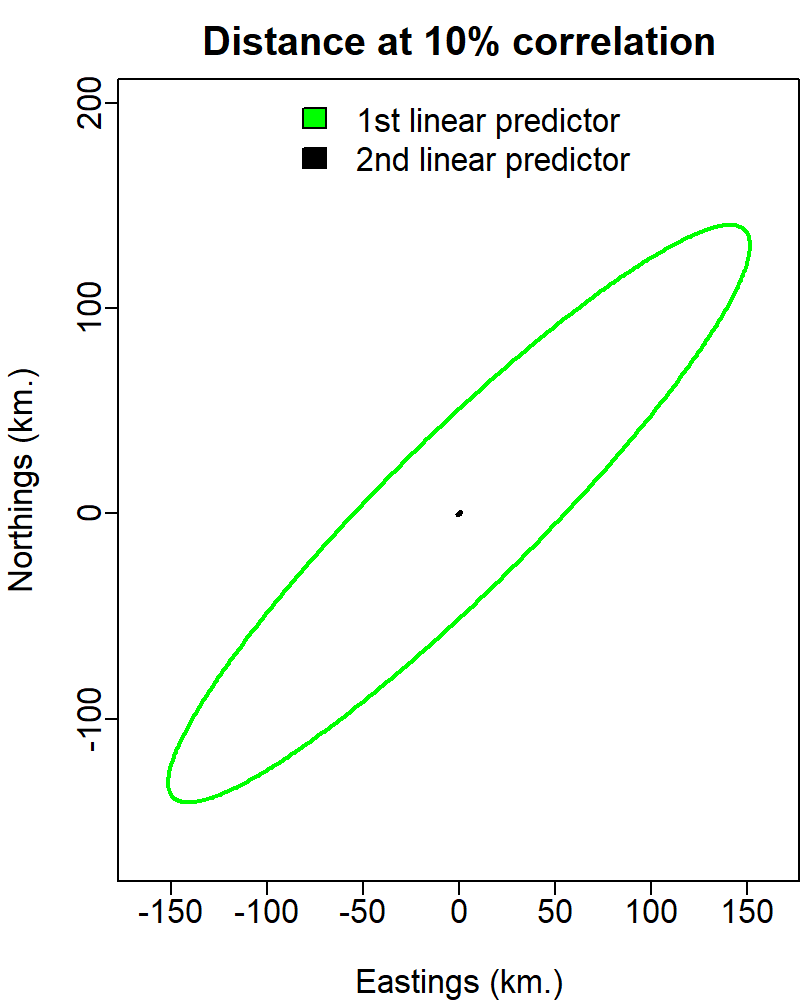 Distance at 10% correlation
1st linear predictor
2nd linear predictor
200
100
0
-100
Northings (km.)
-150 -100 -50 0 50 100 150
Eastings (km.)